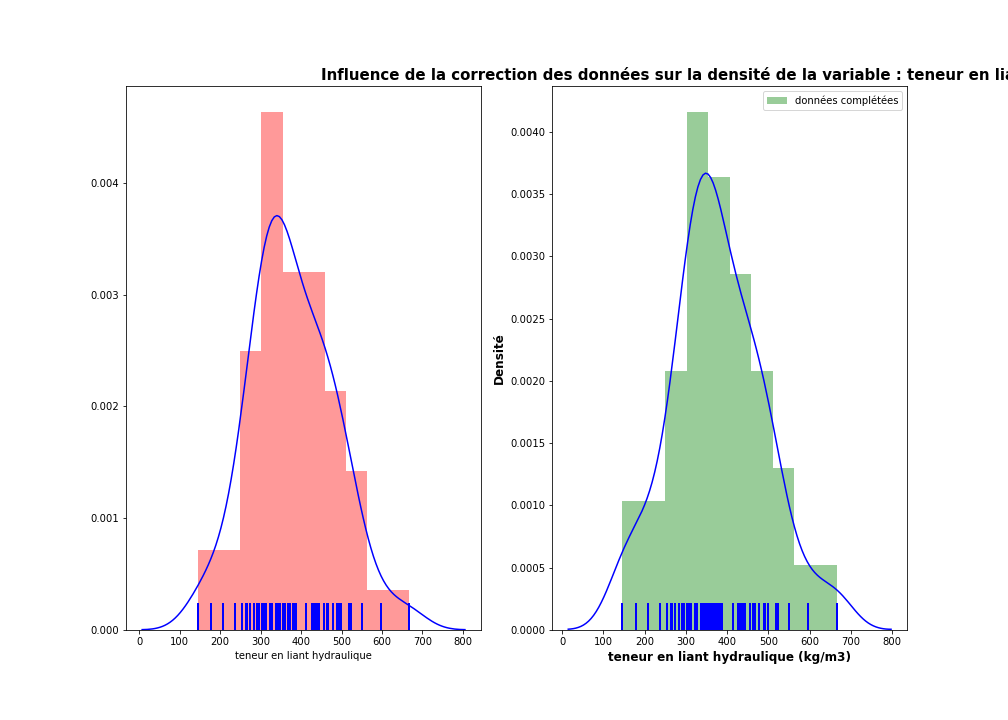 Influence de la correction des données sur la densité de la variable : teneur en lia
données complétées
0.004
0.003
0.002
0.001
0.000
0 100 200 300 400 500 600 700 800
teneur en liant hydraulique
Densité
0.0040
0.0035
0.0030
0.0025
0.0020
0.0015
0.0010
0.0005
0.0000
0 100 200 300 400 500 600 700 800
teneur en liant hydraulique (kg/m3)